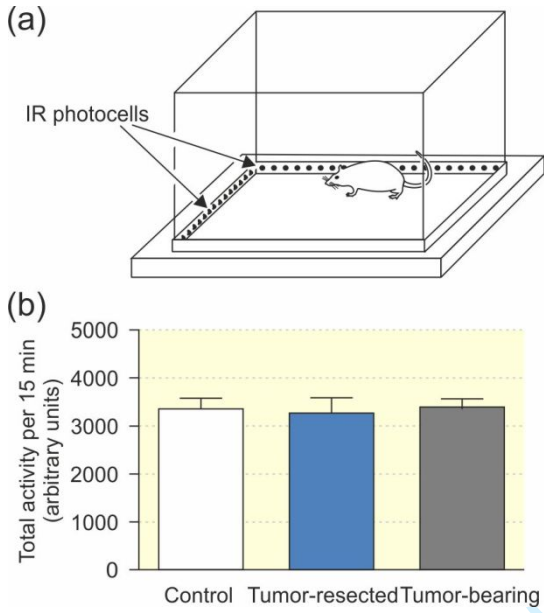 (a)
IR photocells
(b)
Total activity per 15 min
(arbitrary units)
5000
4000
3000
2000
1000
0
Control Tumor-resected Tumor-bearing